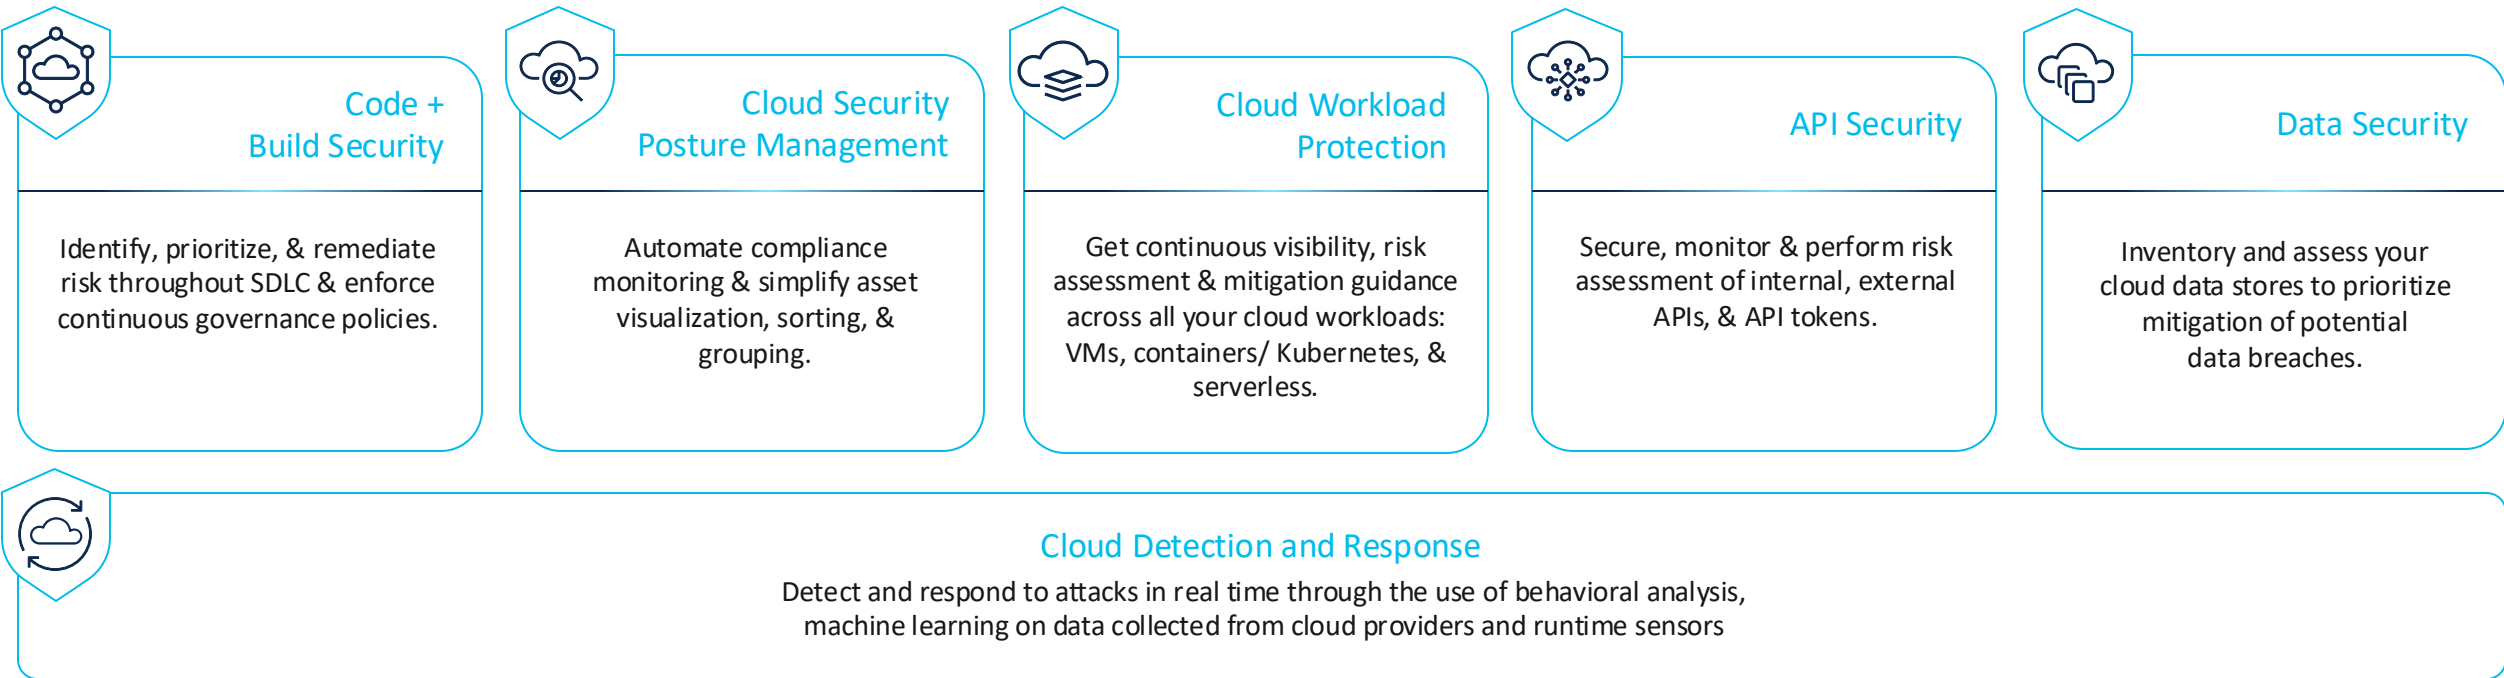 Code +
Build Security
Identify, prioritize, & remediate
risk throughout SDLC & enforce
continuous governance policies.
Cloud Security
Posture Management
Automate compliance
monitoring & simplify asset
visualization, sorting, &
grouping.
Cloud Workload
Protection
Get continuous visibility, risk
assessment & mitigation guidance
across all your cloud workloads:
VMs, containers/ Kubernetes, &
serverless.
API Security
Secure, monitor & perform risk
assessment of internal, external
APIs, & API tokens.
Data Security
Inventory and assess your
cloud data stores to prioritize
mitigation of potential
data breaches.
Cloud Detection and Response
Detect and respond to attacks in real time through the use of behavioral analysis,
machine learning on data collected from cloud providers and runtime sensors